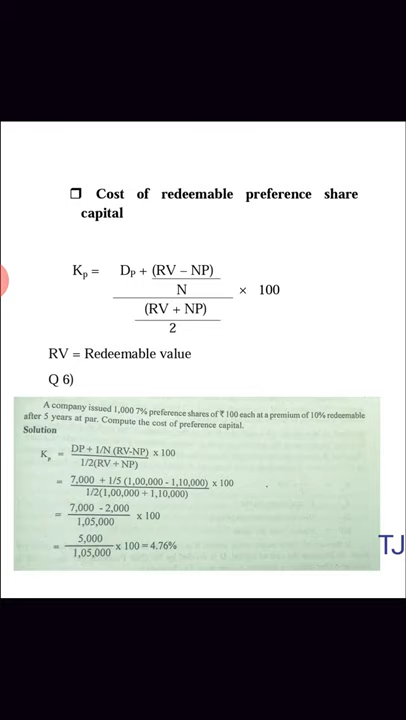 ❒ Cost of redeemable preference share
capital
Kp = DP + (RV – NP)
N
× 100
(RV + NP)
2
RV = Redeemable value
Q 6)
A company issued 1,000 7% preference shares of ₹ 100 each at a premium of 10% redeemable
after 5 years at par. Compute the cost of preference capital.
Solution
Kp = DP + 1/N (RV-NP) x 100
1/2(RV + NP)
= 7,000 + 1/5 (1,00,000 - 1,10,000) x 100
1/2(1,00,000 + 1,10,000)
= 7,000 - 2,000 x 100
1,05,000
= 5,000 x 100 = 4.76%
1,05,000
TJ